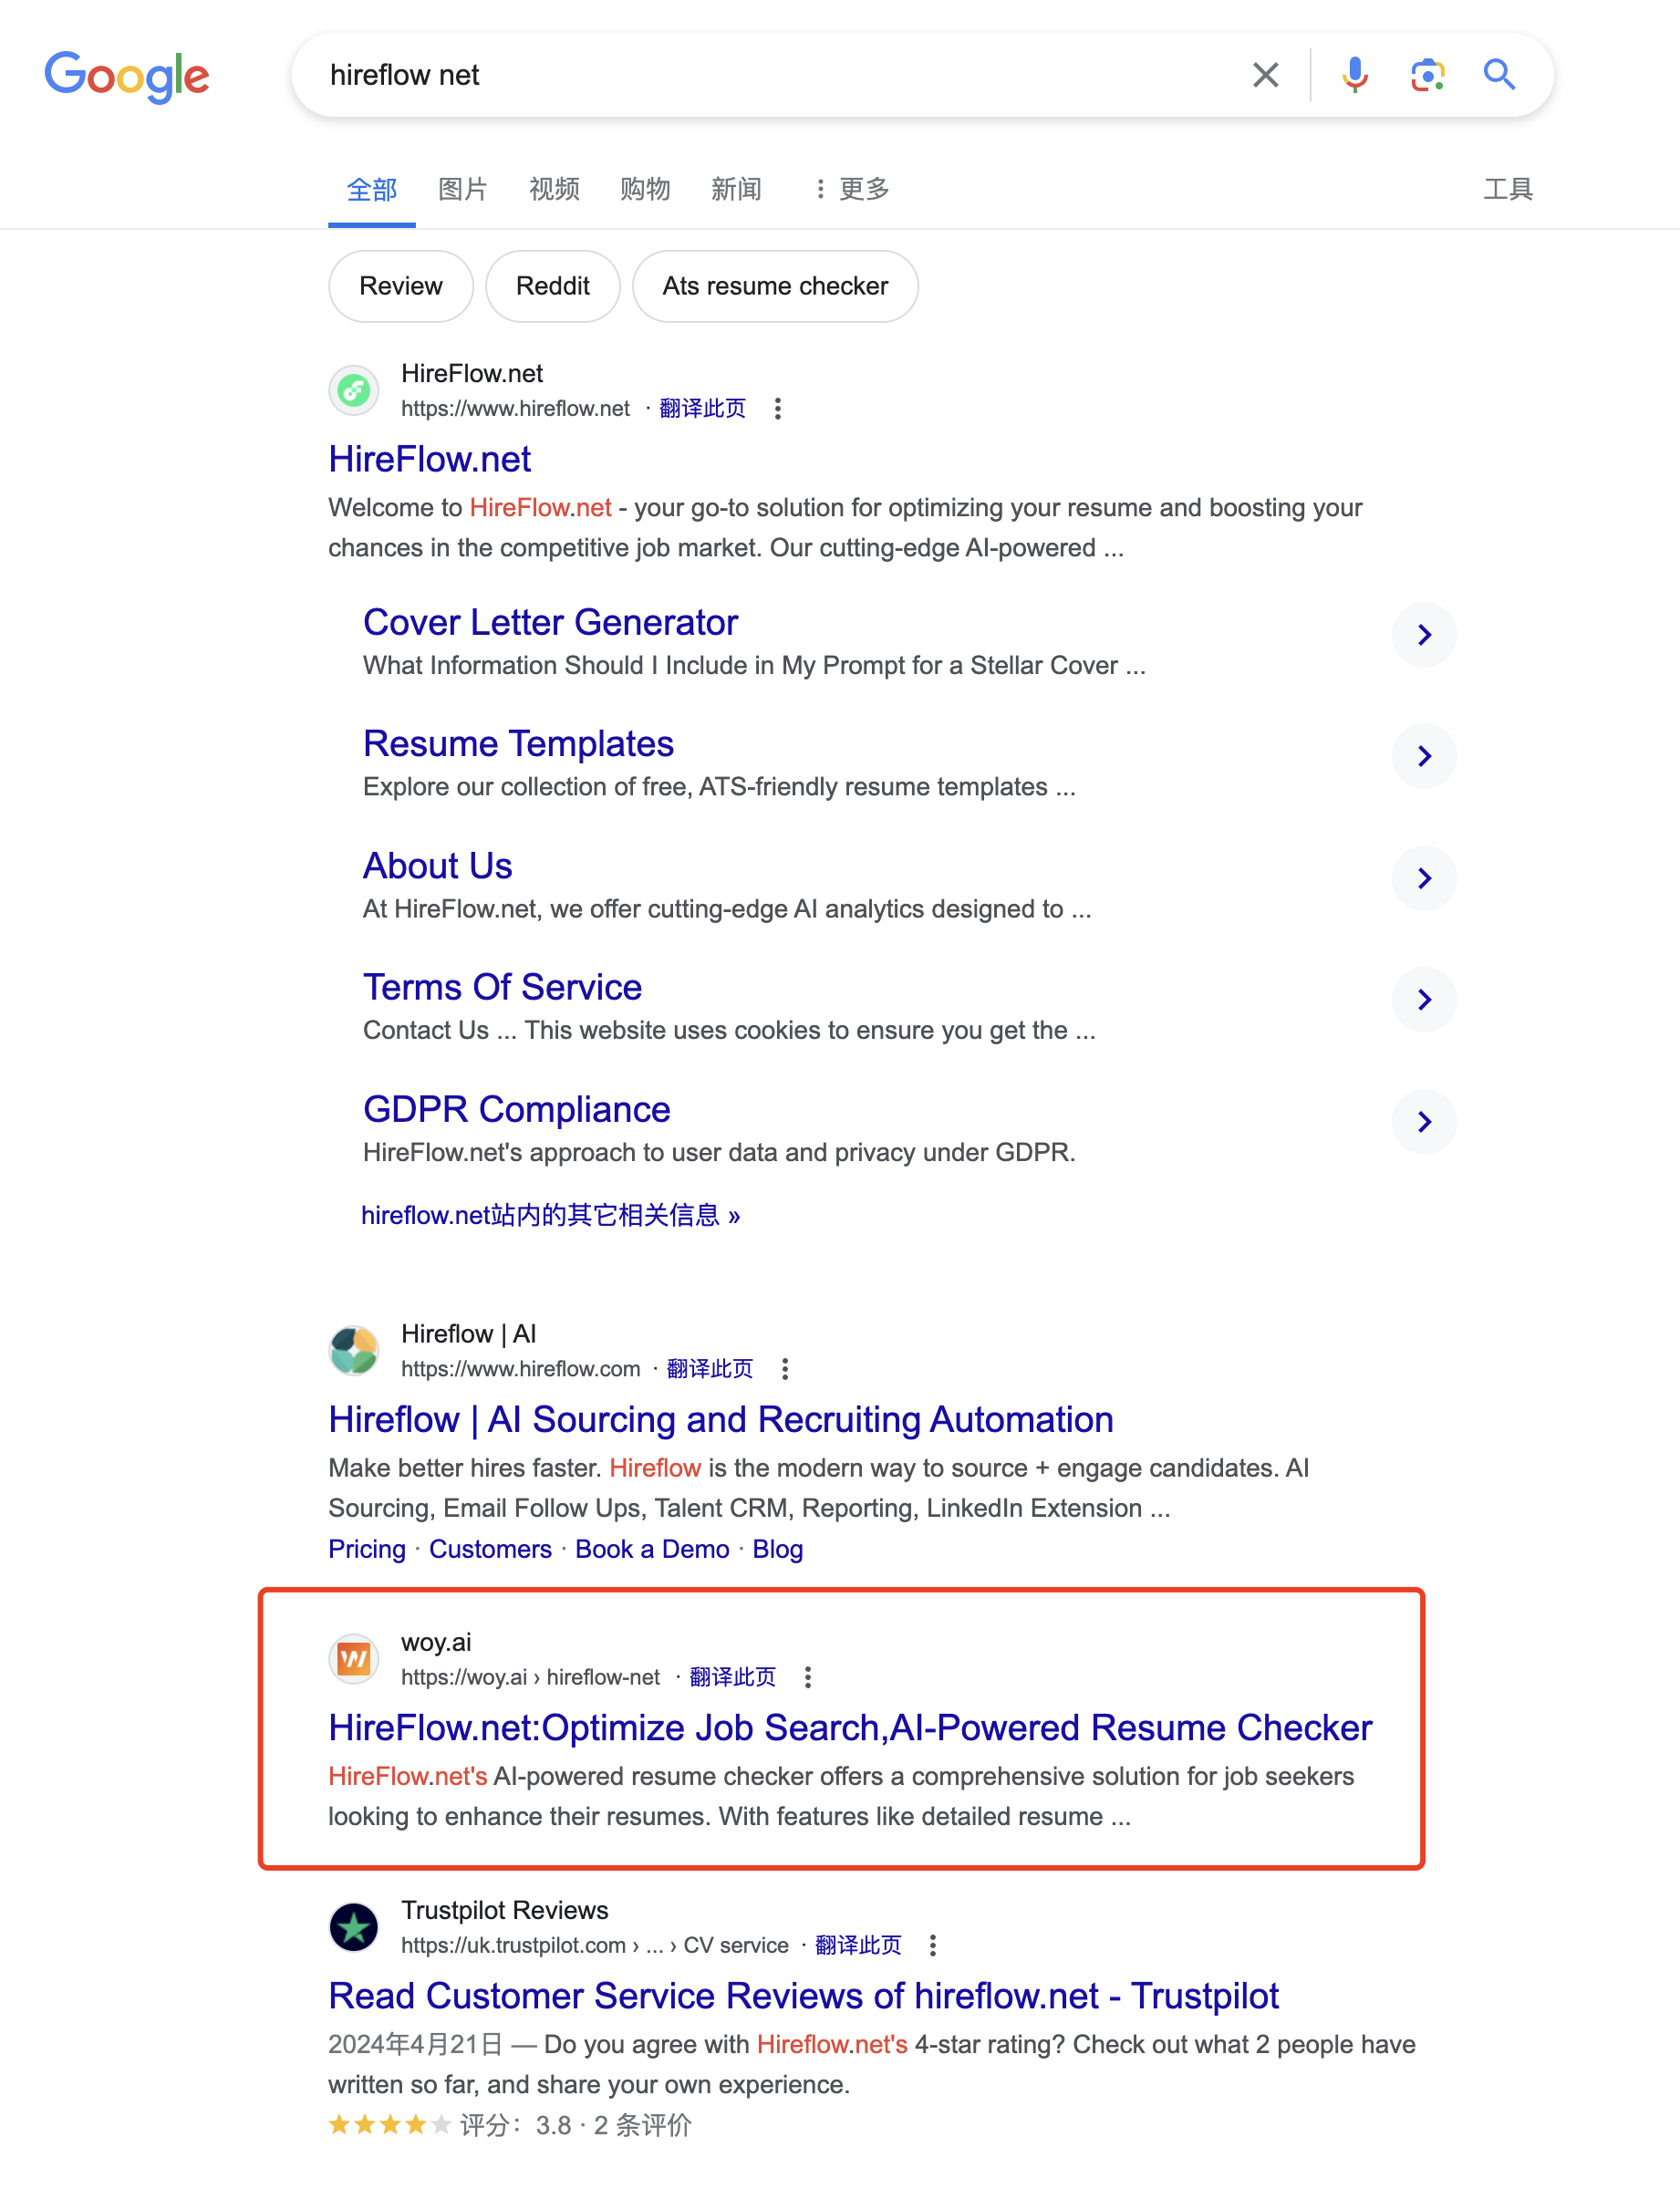 Google
hireflow net
全部 图片 视频 购物 新闻 更多 工具
Review Reddit Ats resume checker
HireFlow.net
https://www.hireflow.net · 翻译此页
HireFlow.net
Welcome to HireFlow.net - your go-to solution for optimizing your resume and boosting your
chances in the competitive job market. Our cutting-edge AI-powered ...
Cover Letter Generator
What Information Should I Include in My Prompt for a Stellar Cover ...
Resume Templates
Explore our collection of free, ATS-friendly resume templates ...
About Us
At HireFlow.net, we offer cutting-edge AI analytics designed to ...
Terms Of Service
Contact Us ... This website uses cookies to ensure you get the ...
GDPR Compliance
HireFlow.net's approach to user data and privacy under GDPR.
hireflow.net站内的其它相关信息 »
Hireflow | AI
https://www.hireflow.com · 翻译此页
Hireflow | AI Sourcing and Recruiting Automation
Make better hires faster. Hireflow is the modern way to source + engage candidates. AI
Sourcing, Email Follow Ups, Talent CRM, Reporting, LinkedIn Extension ...
Pricing · Customers · Book a Demo · Blog
woy.ai
https://woy.ai › hireflow-net · 翻译此页
HireFlow.net:Optimize Job Search,AI-Powered Resume Checker
HireFlow.net's AI-powered resume checker offers a comprehensive solution for job seekers
looking to enhance their resumes. With features like detailed resume ...
Trustpilot Reviews
https://uk.trustpilot.com › ... › CV service · 翻译此页
Read Customer Service Reviews of hireflow.net - Trustpilot
2024年4月21日 — Do you agree with Hireflow.net's 4-star rating? Check out what 2 people have
written so far, and share your own experience.
评分：3.8 · 2 条评价